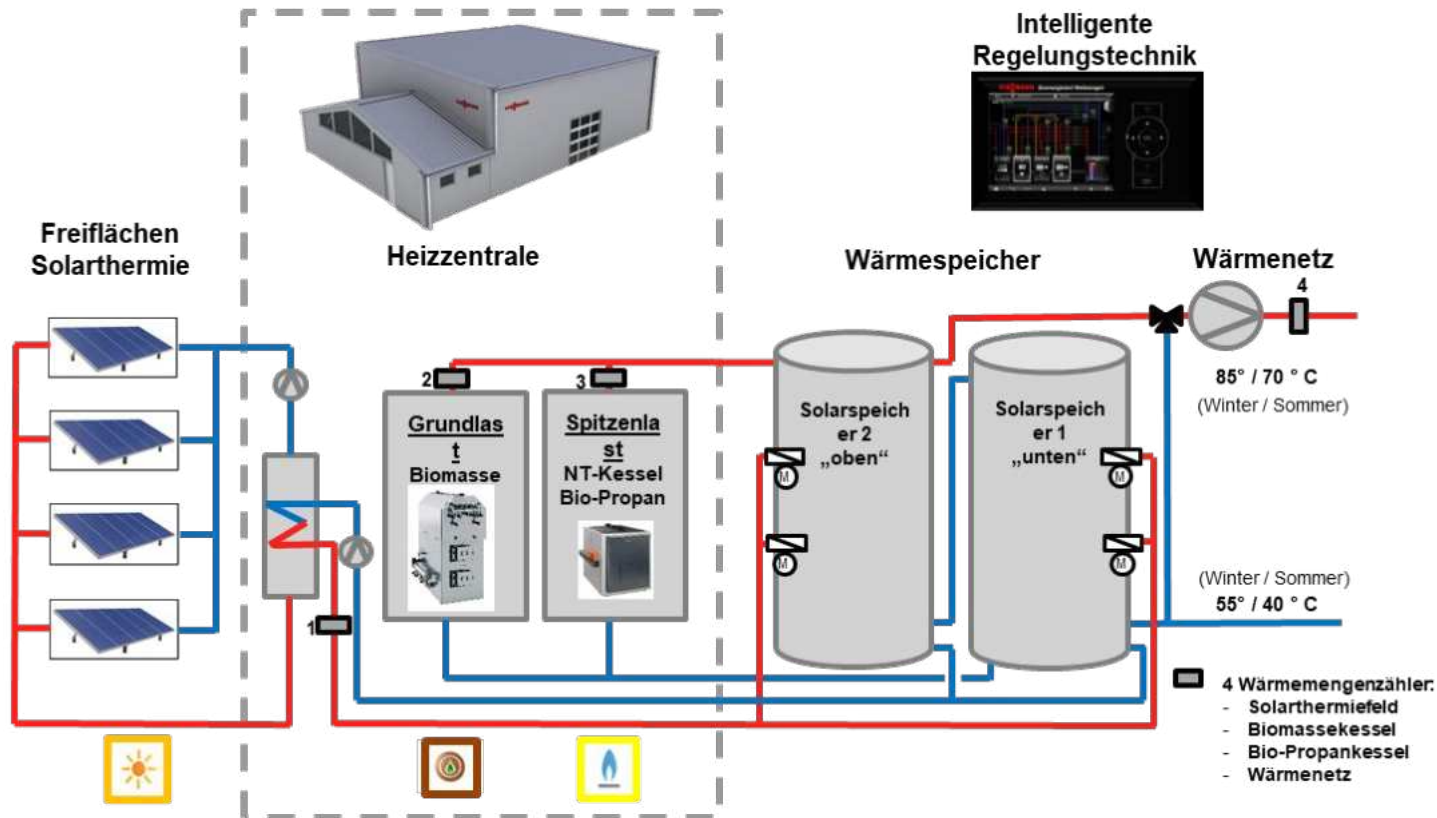 Intelligente
Regelungstechnik
Freiflächen
Solarthermie
Heizzentrale
Wärmespeicher
Wärmenetz
4
2
3
Grundlas
t
Biomasse
Spitzenla
st
NT-Kessel
Bio-Propan
Solarspeich
er 2
„oben“
Solarspeich
er 1
„unten“
85° / 70 ° C
(Winter / Sommer)
M
M
M
M
(Winter / Sommer)
55° / 40 ° C
1
4 Wärmemengenzähler:
- Solarthermiefeld
- Biomassekessel
- Bio-Propankessel
- Wärmenetz